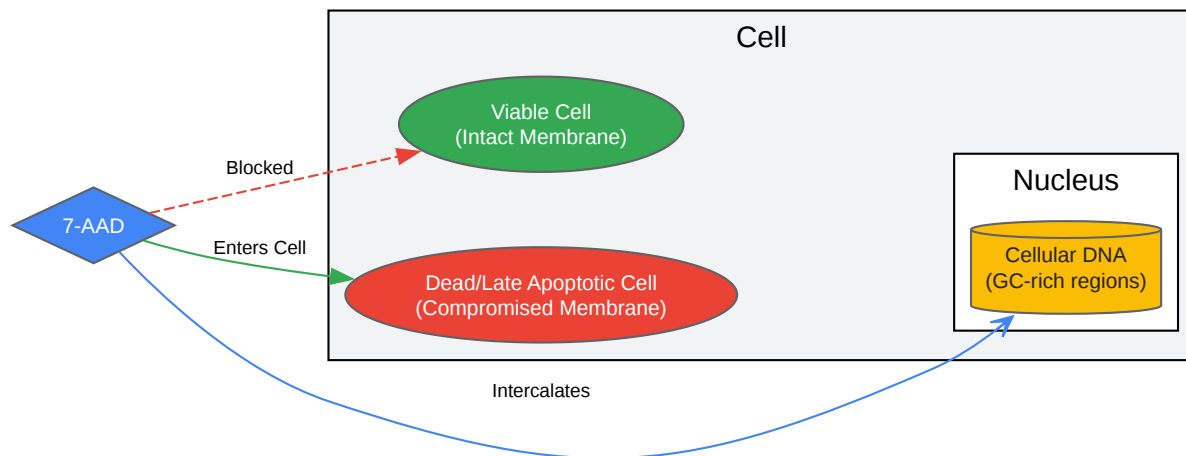 Cell
Viable Cell
(Intact Membrane)
Blocked
Nucleus
7-AAD
Enters Cell
Cellular DNA
(GC-rich regions)
Dead/Late Apoptotic Cell
(Compromised Membrane)
Intercalates